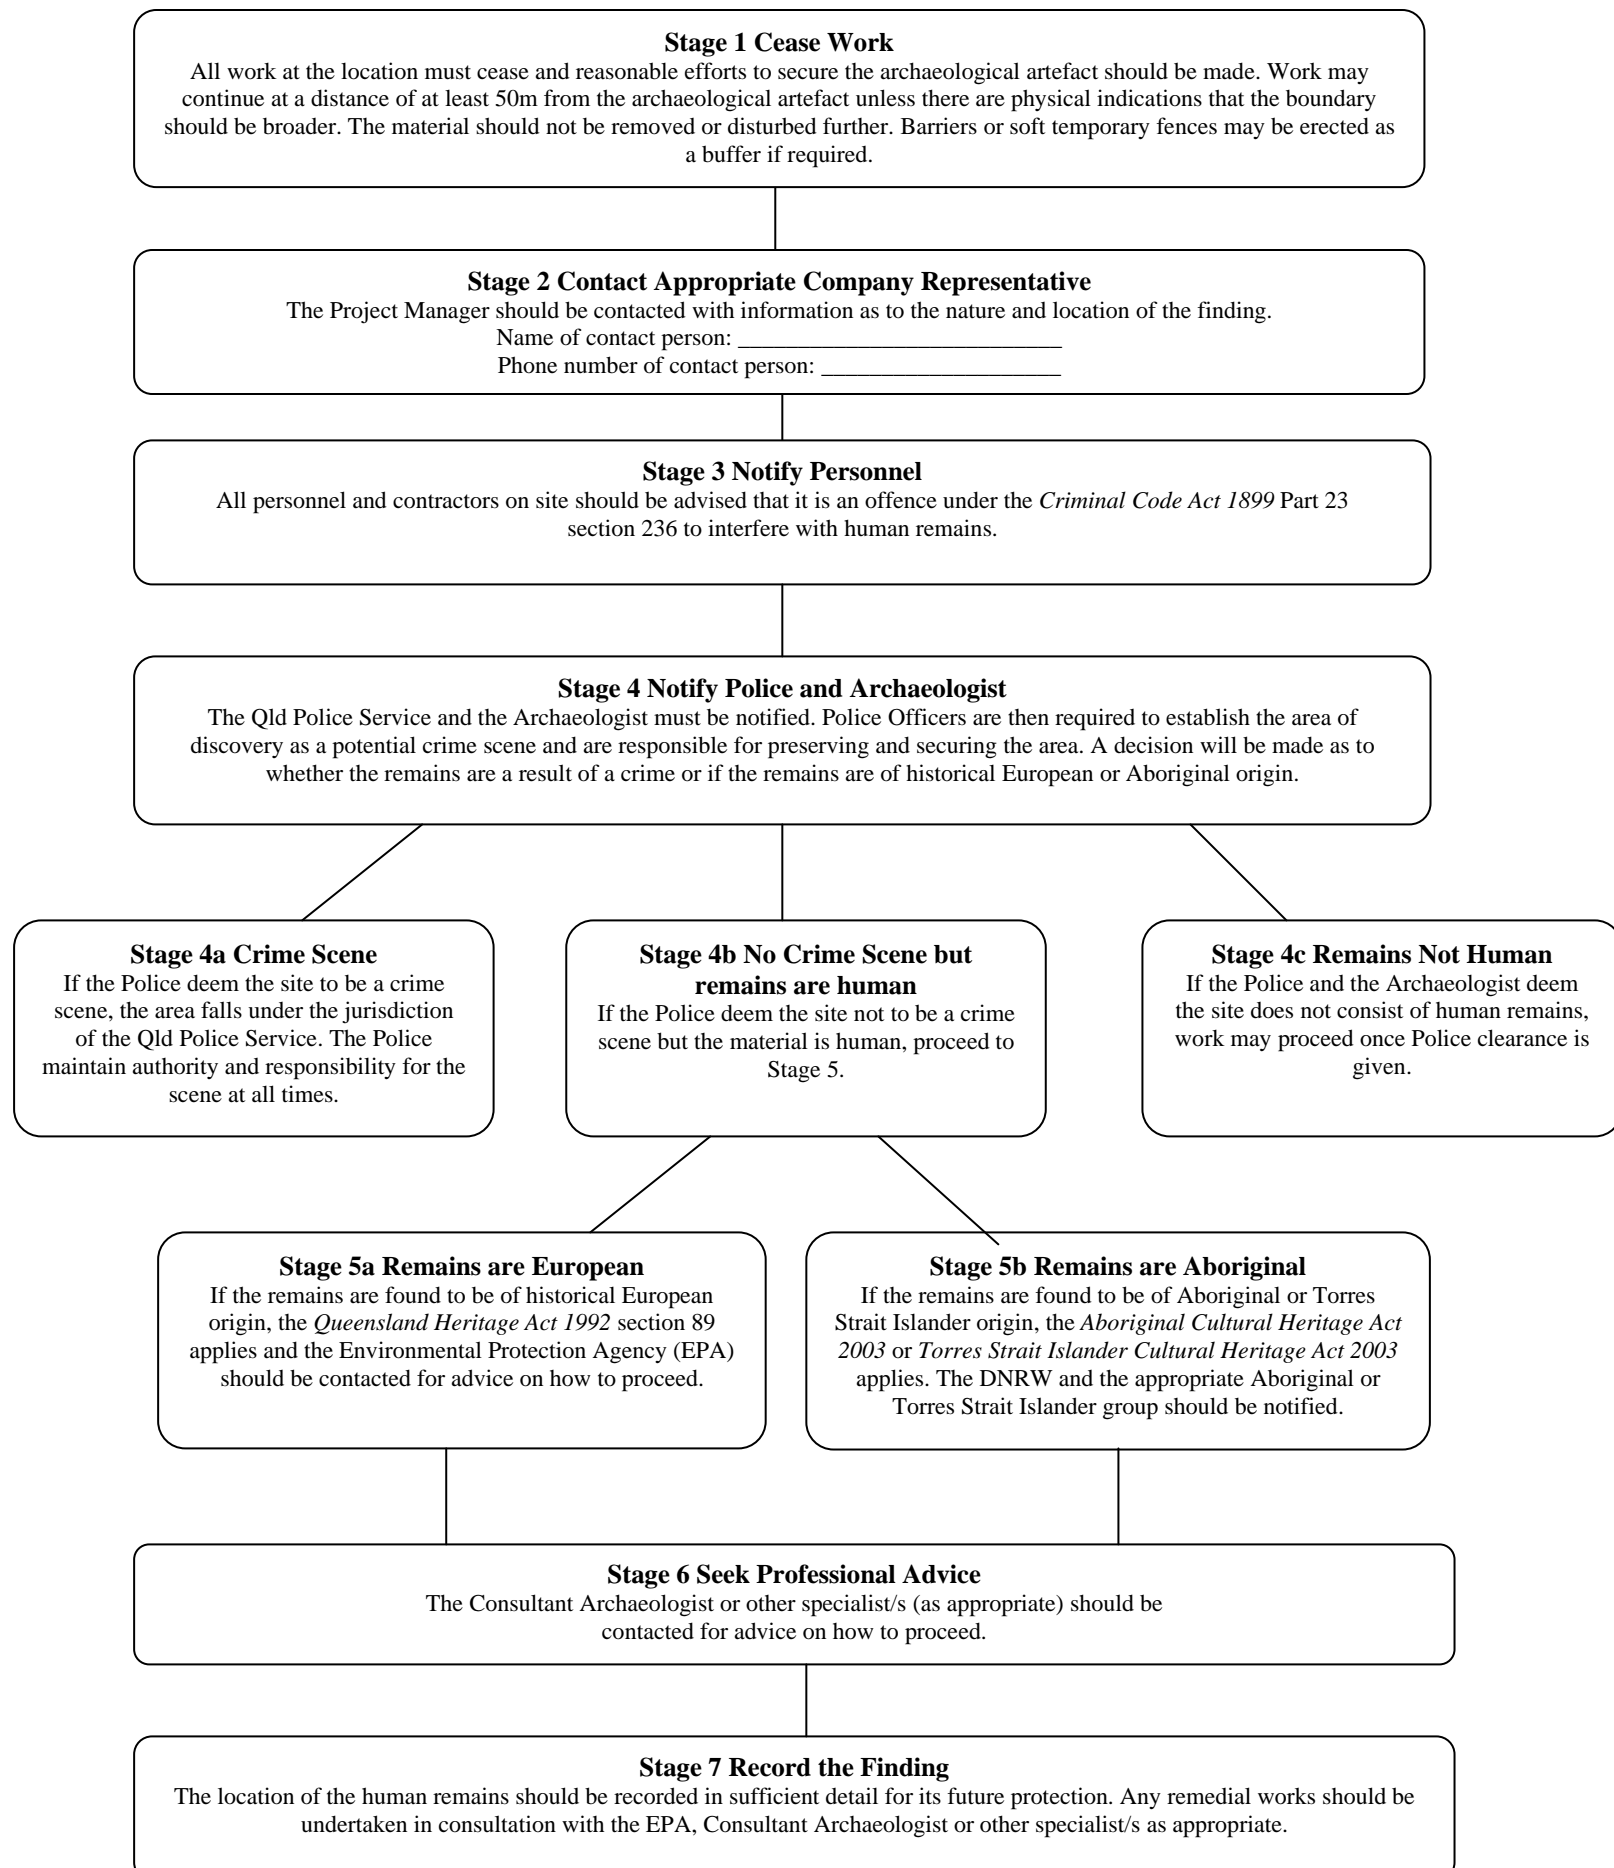 Stage 1 Cease Work
All work at the location must cease and reasonable efforts to secure the archaeological artefact should be made. Work may
continue at a distance of at least 50m from the archaeological artefact unless there are physical indications that the boundary
should be broader. The material should not be removed or disturbed further. Barriers or soft temporary fences may be erected as
a buffer if required.
Stage 2 Contact Appropriate Company Representative
The Project Manager should be contacted with information as to the nature and location of the finding.
Name of contact person: ___________________________
Phone number of contact person: ____________________
Stage 3 Notify Personnel
All personnel and contractors on site should be advised that it is an offence under the Criminal Code Act 1899 Part 23
section 236 to interfere with human remains.
Stage 4 Notify Police and Archaeologist
The Qld Police Service and the Archaeologist must be notified. Police Officers are then required to establish the area of
discovery as a potential crime scene and are responsible for preserving and securing the area. A decision will be made as to
whether the remains are a result of a crime or if the remains are of historical European or Aboriginal origin.
Stage 4a Crime Scene
If the Police deem the site to be a crime
scene, the area falls under the jurisdiction
of the Qld Police Service. The Police
maintain authority and responsibility for the
scene at all times.
Stage 4b No Crime Scene but
remains are human
If the Police deem the site not to be a crime
scene but the material is human, proceed to
Stage 5.
Stage 4c Remains Not Human
If the Police and the Archaeologist deem
the site does not consist of human remains,
work may proceed once Police clearance is
given.
Stage 5a Remains are European
If the remains are found to be of historical European
origin, the Queensland Heritage Act 1992 section 89
applies and the Environmental Protection Agency (EPA)
should be contacted for advice on how to proceed.
Stage 5b Remains are Aboriginal
If the remains are found to be of Aboriginal or Torres
Strait Islander origin, the Aboriginal Cultural Heritage Act
2003 or Torres Strait Islander Cultural Heritage Act 2003
applies. The DNRW and the appropriate Aboriginal or
Torres Strait Islander group should be notified.
Stage 6 Seek Professional Advice
The Consultant Archaeologist or other specialist/s (as appropriate) should be
contacted for advice on how to proceed.
Stage 7 Record the Finding
The location of the human remains should be recorded in sufficient detail for its future protection. Any remedial works should be
undertaken in consultation with the EPA, Consultant Archaeologist or other specialist/s as appropriate.